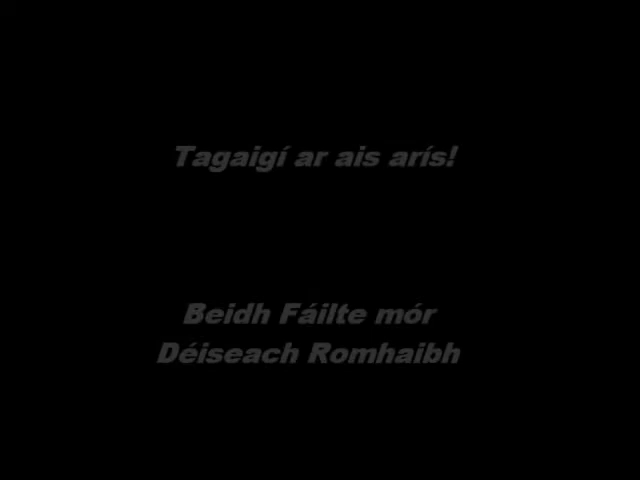 Tagaigí ar ais arís!
Beidh Fáilte mór
Déiseach Romhaibh